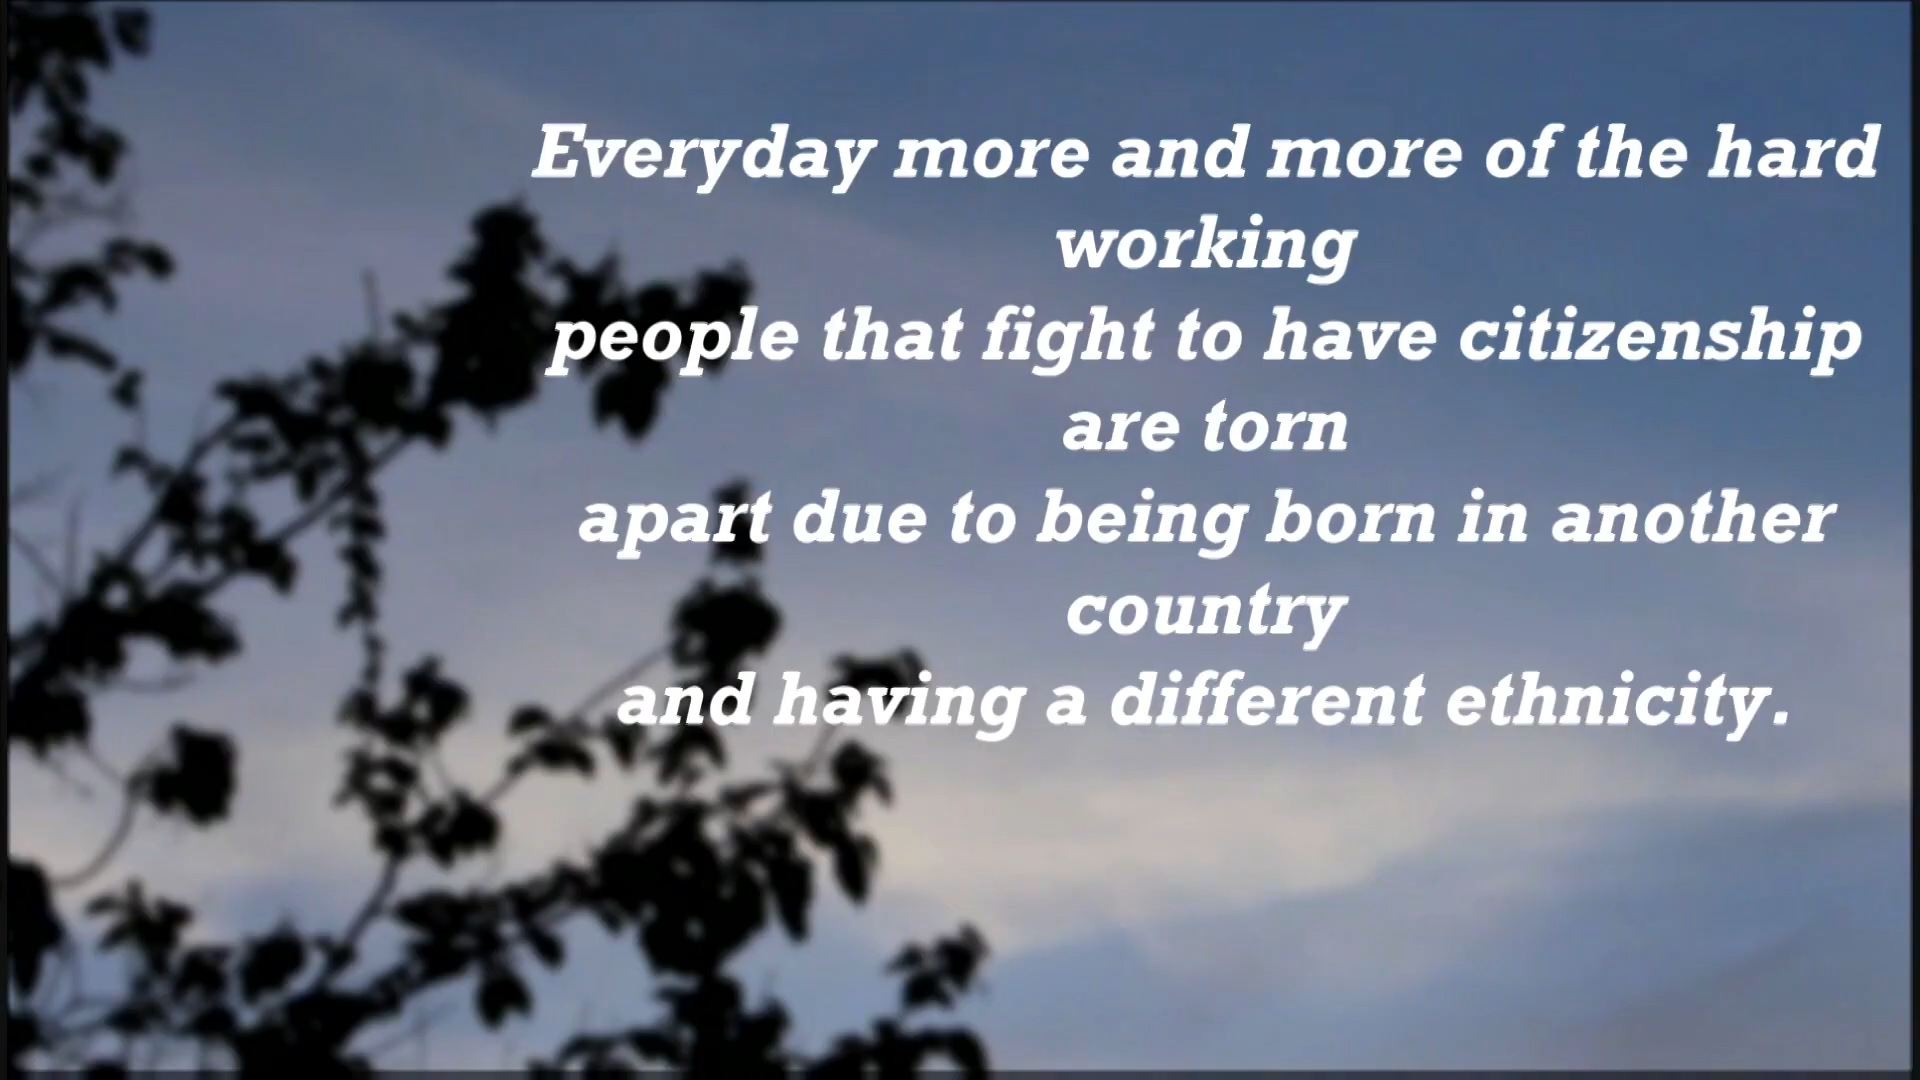 Everyday more and more of the hard
working
people that fight to have citizenship
are torn
apart due to being born in another
country
and having a different ethnicity.